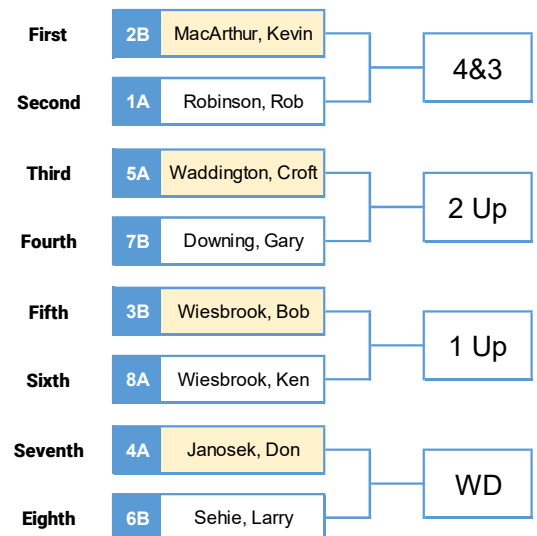 First 2B MacArthur, Kevin
4&3
Second 1A Robinson, Rob
Third 5A Waddington, Croft
2 Up
Fourth 7B Downing, Gary
Fifth 3B Wiesbrook, Bob
1 Up
Sixth 8A Wiesbrook, Ken
Seventh 4A Janosek, Don
WD
Eighth 6B Sehie, Larry